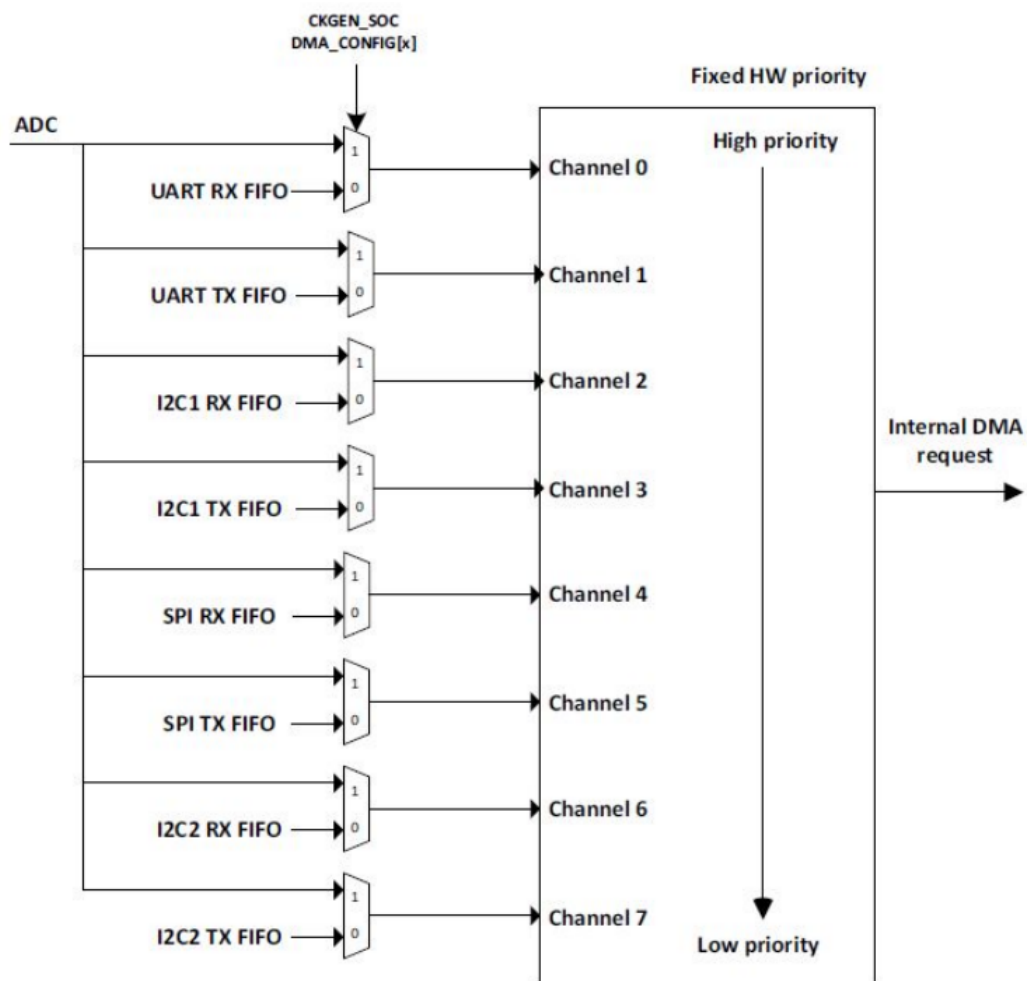 CKGEN_SOC
DMA_CONFIG[x]
Fixed HW priority
ADC
High priority
1
0
UART RX FIFO
Channel 0
1
0
UART TX FIFO
Channel 1
1
0
I2C1 RX FIFO
Channel 2
Internal DMA
request
1
0
I2C1 TX FIFO
Channel 3
1
0
SPI RX FIFO
Channel 4
1
0
SPI TX FIFO
Channel 5
1
0
I2C2 RX FIFO
Channel 6
1
0
I2C2 TX FIFO
Channel 7
Low priority